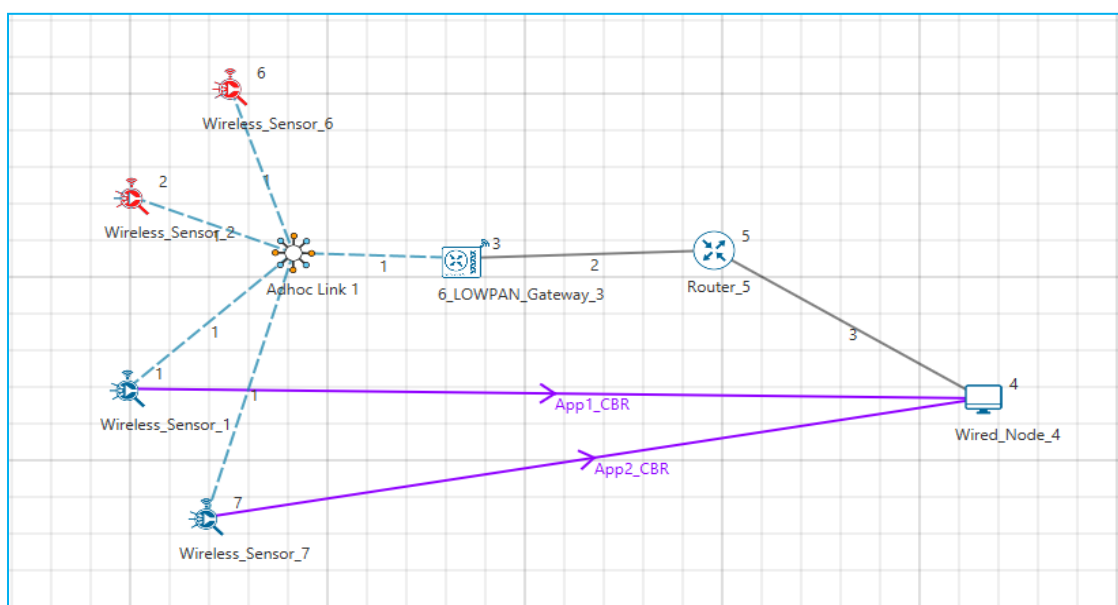 6
Wireless_Sensor_6
1
2
Wireless_Sensor_2
1
3
1
Adhoc Link 1
6_LOWPAN_Gateway_3
2
5
Router_5
3
1
1
Wireless_Sensor_1
App1_CBR
4
Wired_Node_4
1
App2_CBR
7
Wireless_Sensor_7